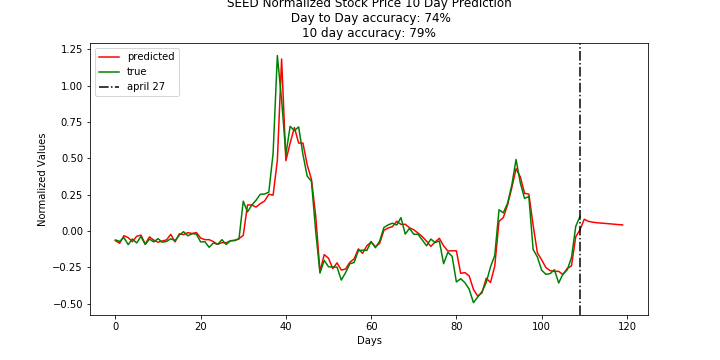 SEED Normalized Stock Price 10 Day Prediction
Day to Day accuracy: 74%
10 day accuracy: 79%
predicted
true
april 27
Normalized Values
1.25
1.00
0.75
0.50
0.25
0.00
−0.25
−0.50
0 20 40 60 80 100 120
Days